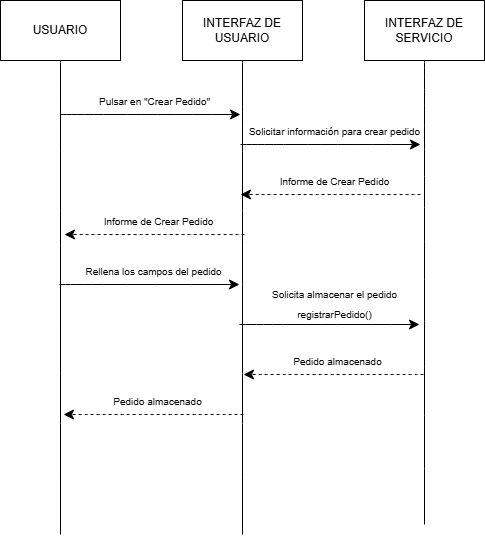 USUARIO
INTERFAZ DE
USUARIO
INTERFAZ DE
SERVICIO
Pulsar en "Crear Pedido"
Solicitar información para crear pedido
Informe de Crear Pedido
Informe de Crear Pedido
Rellena los campos del pedido
Solicita almacenar el pedido
registrarPedido()
Pedido almacenado
Pedido almacenado